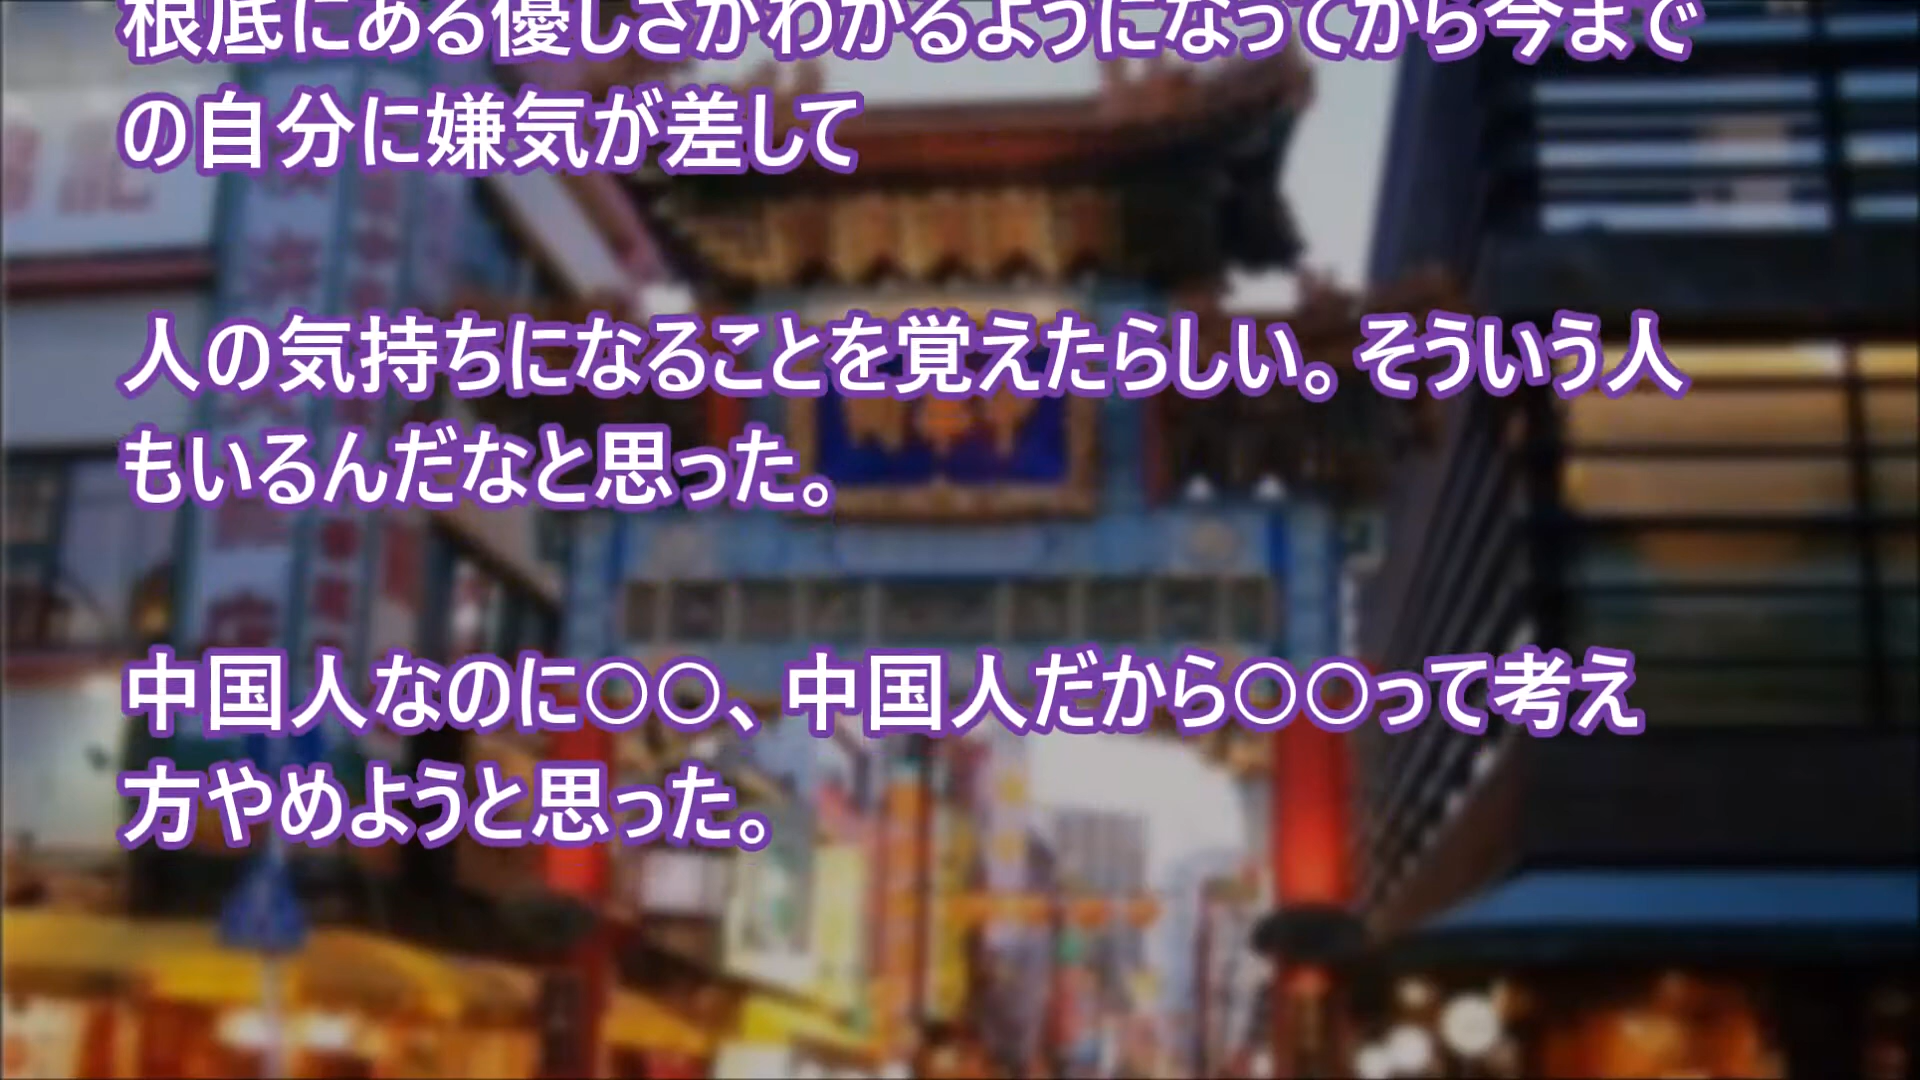 根底にある優しさがわかるようになってから今まで
の自分に嫌気が差して
人の気持ちになることを覚えたらしい。そういう人
もいるんだなと思った。
中国人なのに○○、中国人だから○○って考え
方やめようと思った。